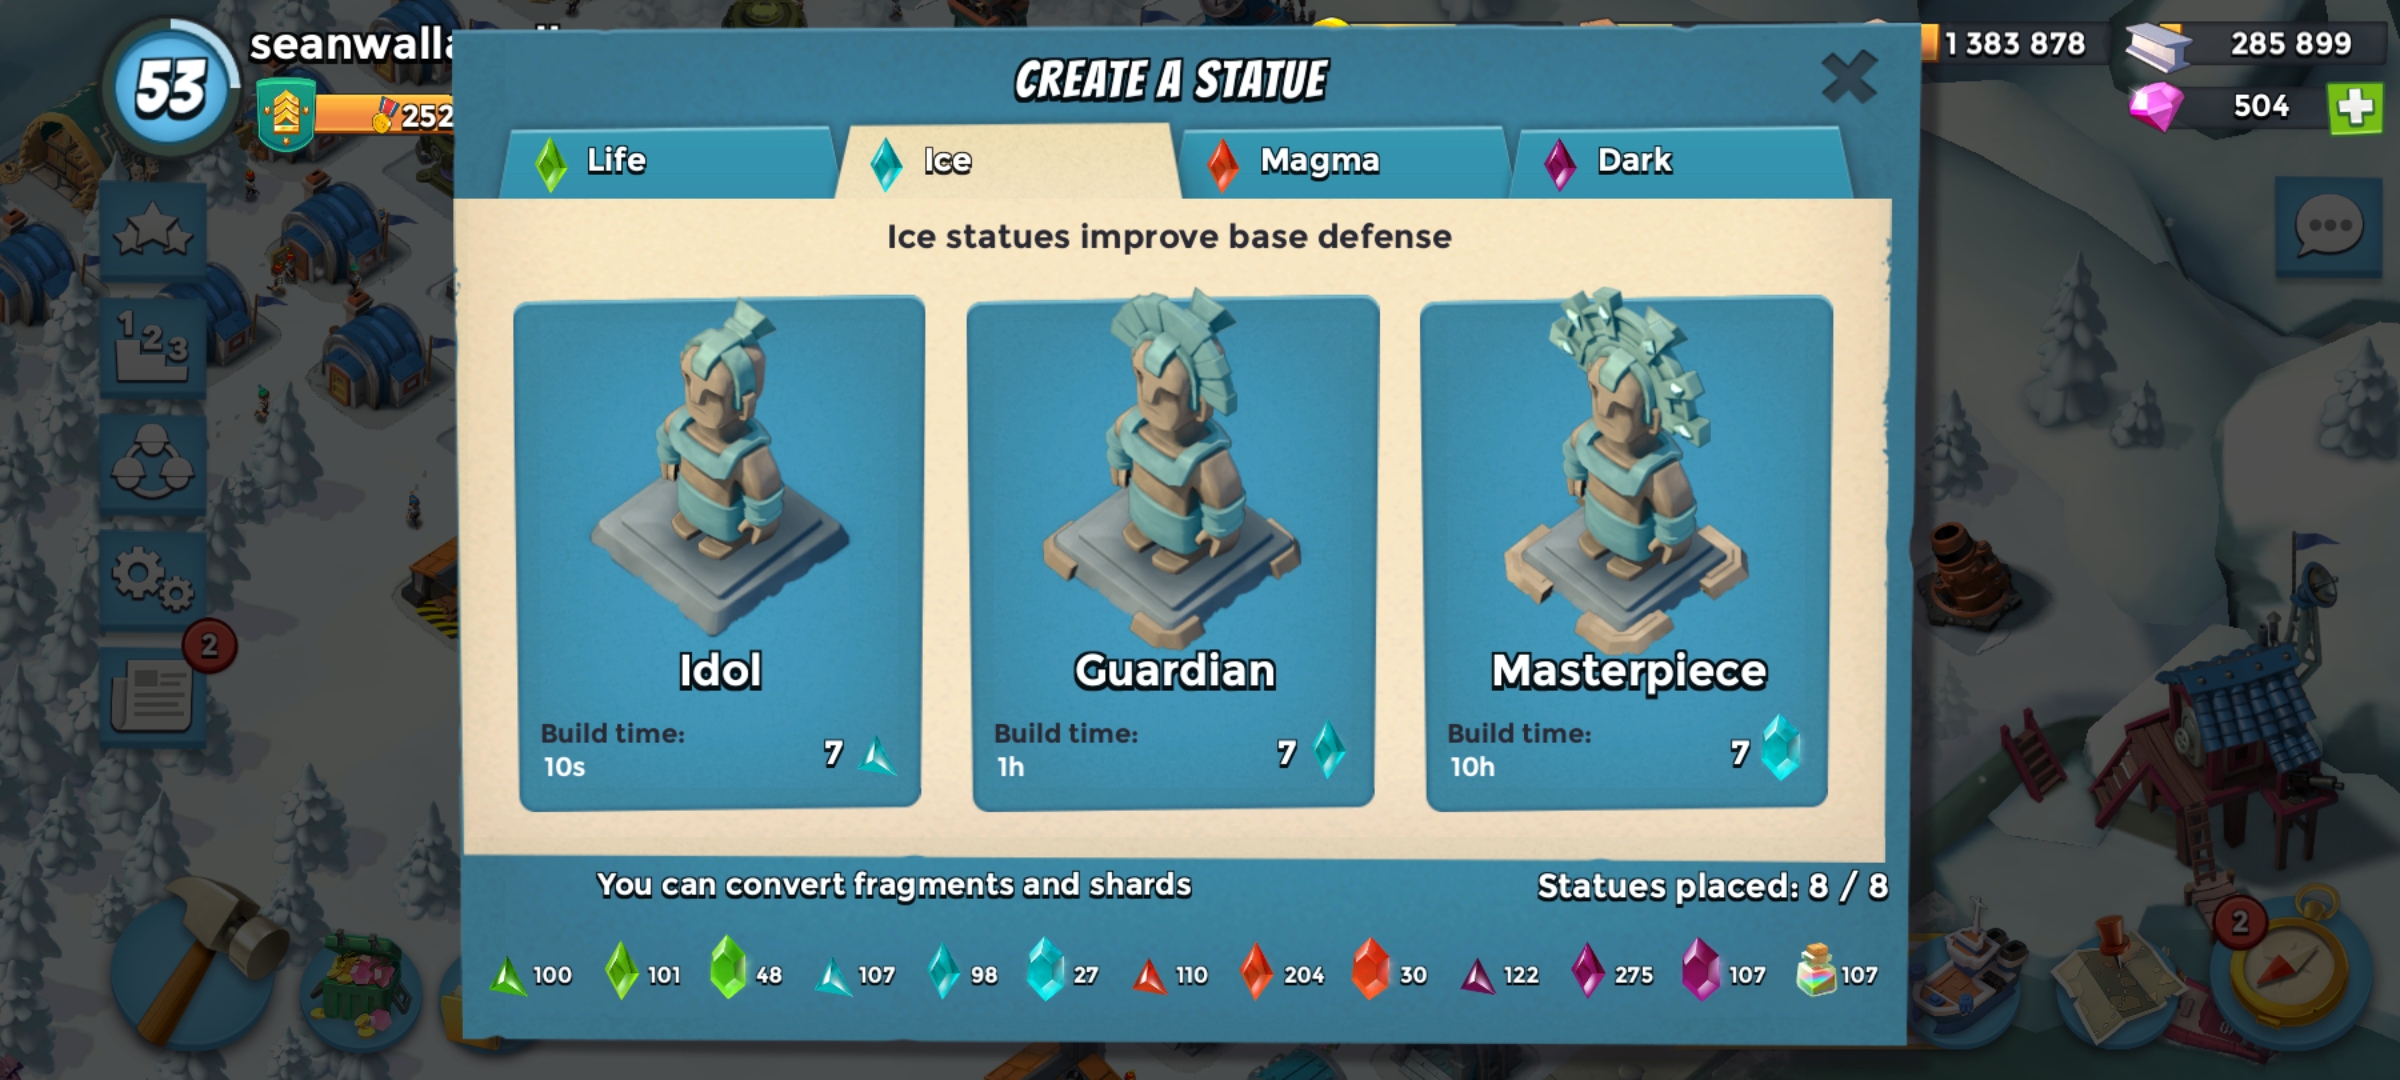 53
252
1 383 878
285 899
504
CREATE A STATUE
Life
Ice
Magma
Dark
Ice statues improve base defense
Idol
Build time:
10s
7
Guardian
Build time:
1h
7
Masterpiece
Build time:
10h
7
1 2 3
2
You can convert fragments and shards
Statues placed: 8 / 8
100 101 48 107 98 27 110 204 30 122 275 107 107
2